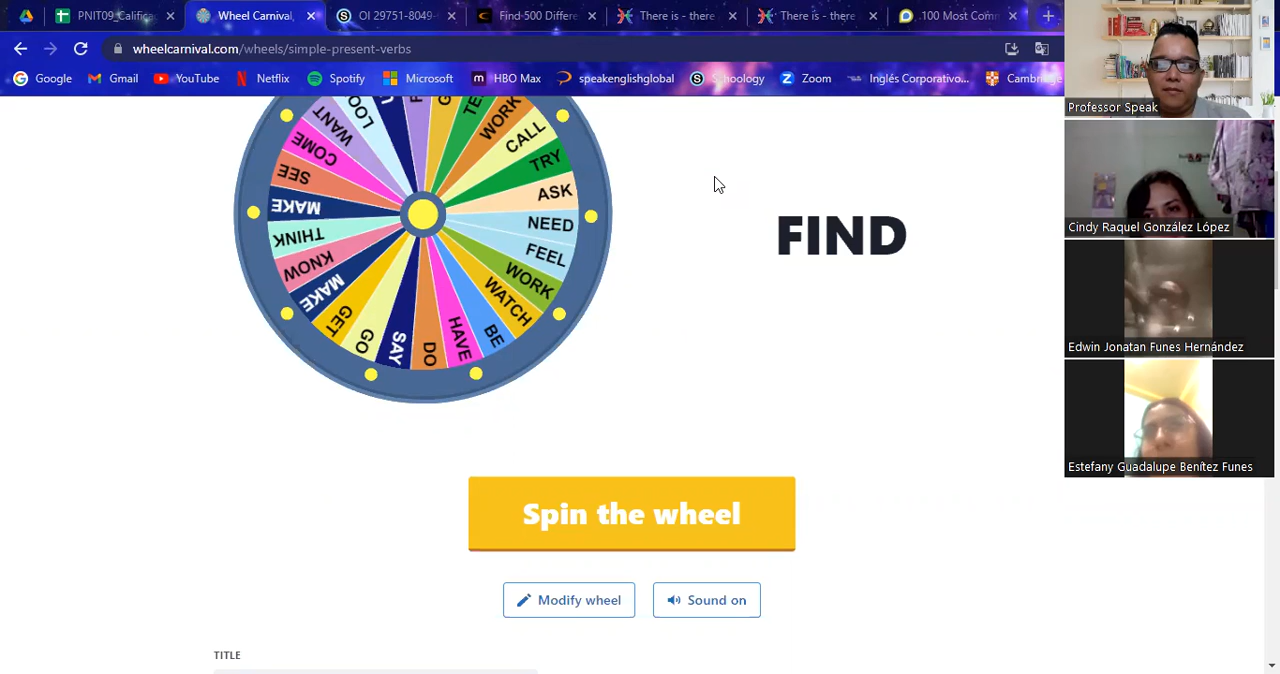 PNIT09_Califica
Wheel Carnival
OI 29751-8049-
Find 500 Differe
There is - there
There is - there
100 Most Comm
wheelcarnival.com/wheels/simple-present-verbs
Google
Gmail
YouTube
Netflix
Spotify
Microsoft
HBO Max
speakenglishglobal
Schoology
Zoom
Inglés Corporativo...
Cambridge
Professor Speak
Cindy Raquel González López
Edwin Jonatan Funes Hernández
Estefany Guadalupe Benítez Funes
WORK
CALL
TRY
ASK
NEED
FEEL
WORK
WATCH
BE
HAVE
DO
SAY
GO
GET
MAKE
KNOW
THINK
MAKE
SEE
COME
WANT
FIND
Spin the wheel
Modify wheel
Sound on
TITLE